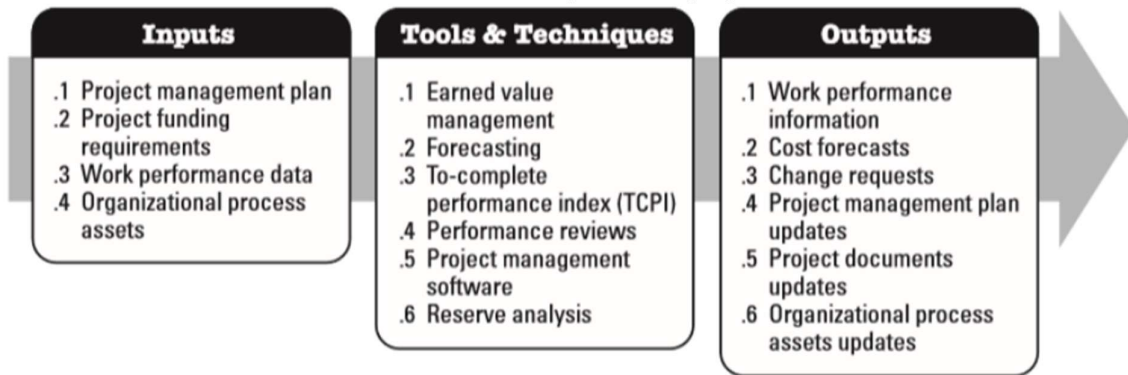 Inputs
.1 Project management plan
.2 Project funding
requirements
.3 Work performance data
.4 Organizational process
assets
Tools & Techniques
.1 Earned value
management
.2 Forecasting
.3 To-complete
performance index (TCPI)
.4 Performance reviews
.5 Project management
software
.6 Reserve analysis
Outputs
.1 Work performance
information
.2 Cost forecasts
.3 Change requests
.4 Project management plan
updates
.5 Project documents
updates
.6 Organizational process
assets updates